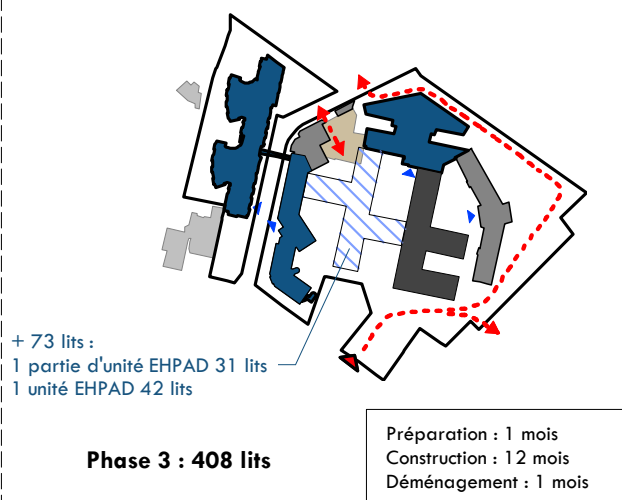 + 73 lits :
1 partie d'unité EHPAD 31 lits
1 unité EHPAD 42 lits
Phase 3 : 408 lits
Préparation : 1 mois
Construction : 12 mois
Déménagement : 1 mois